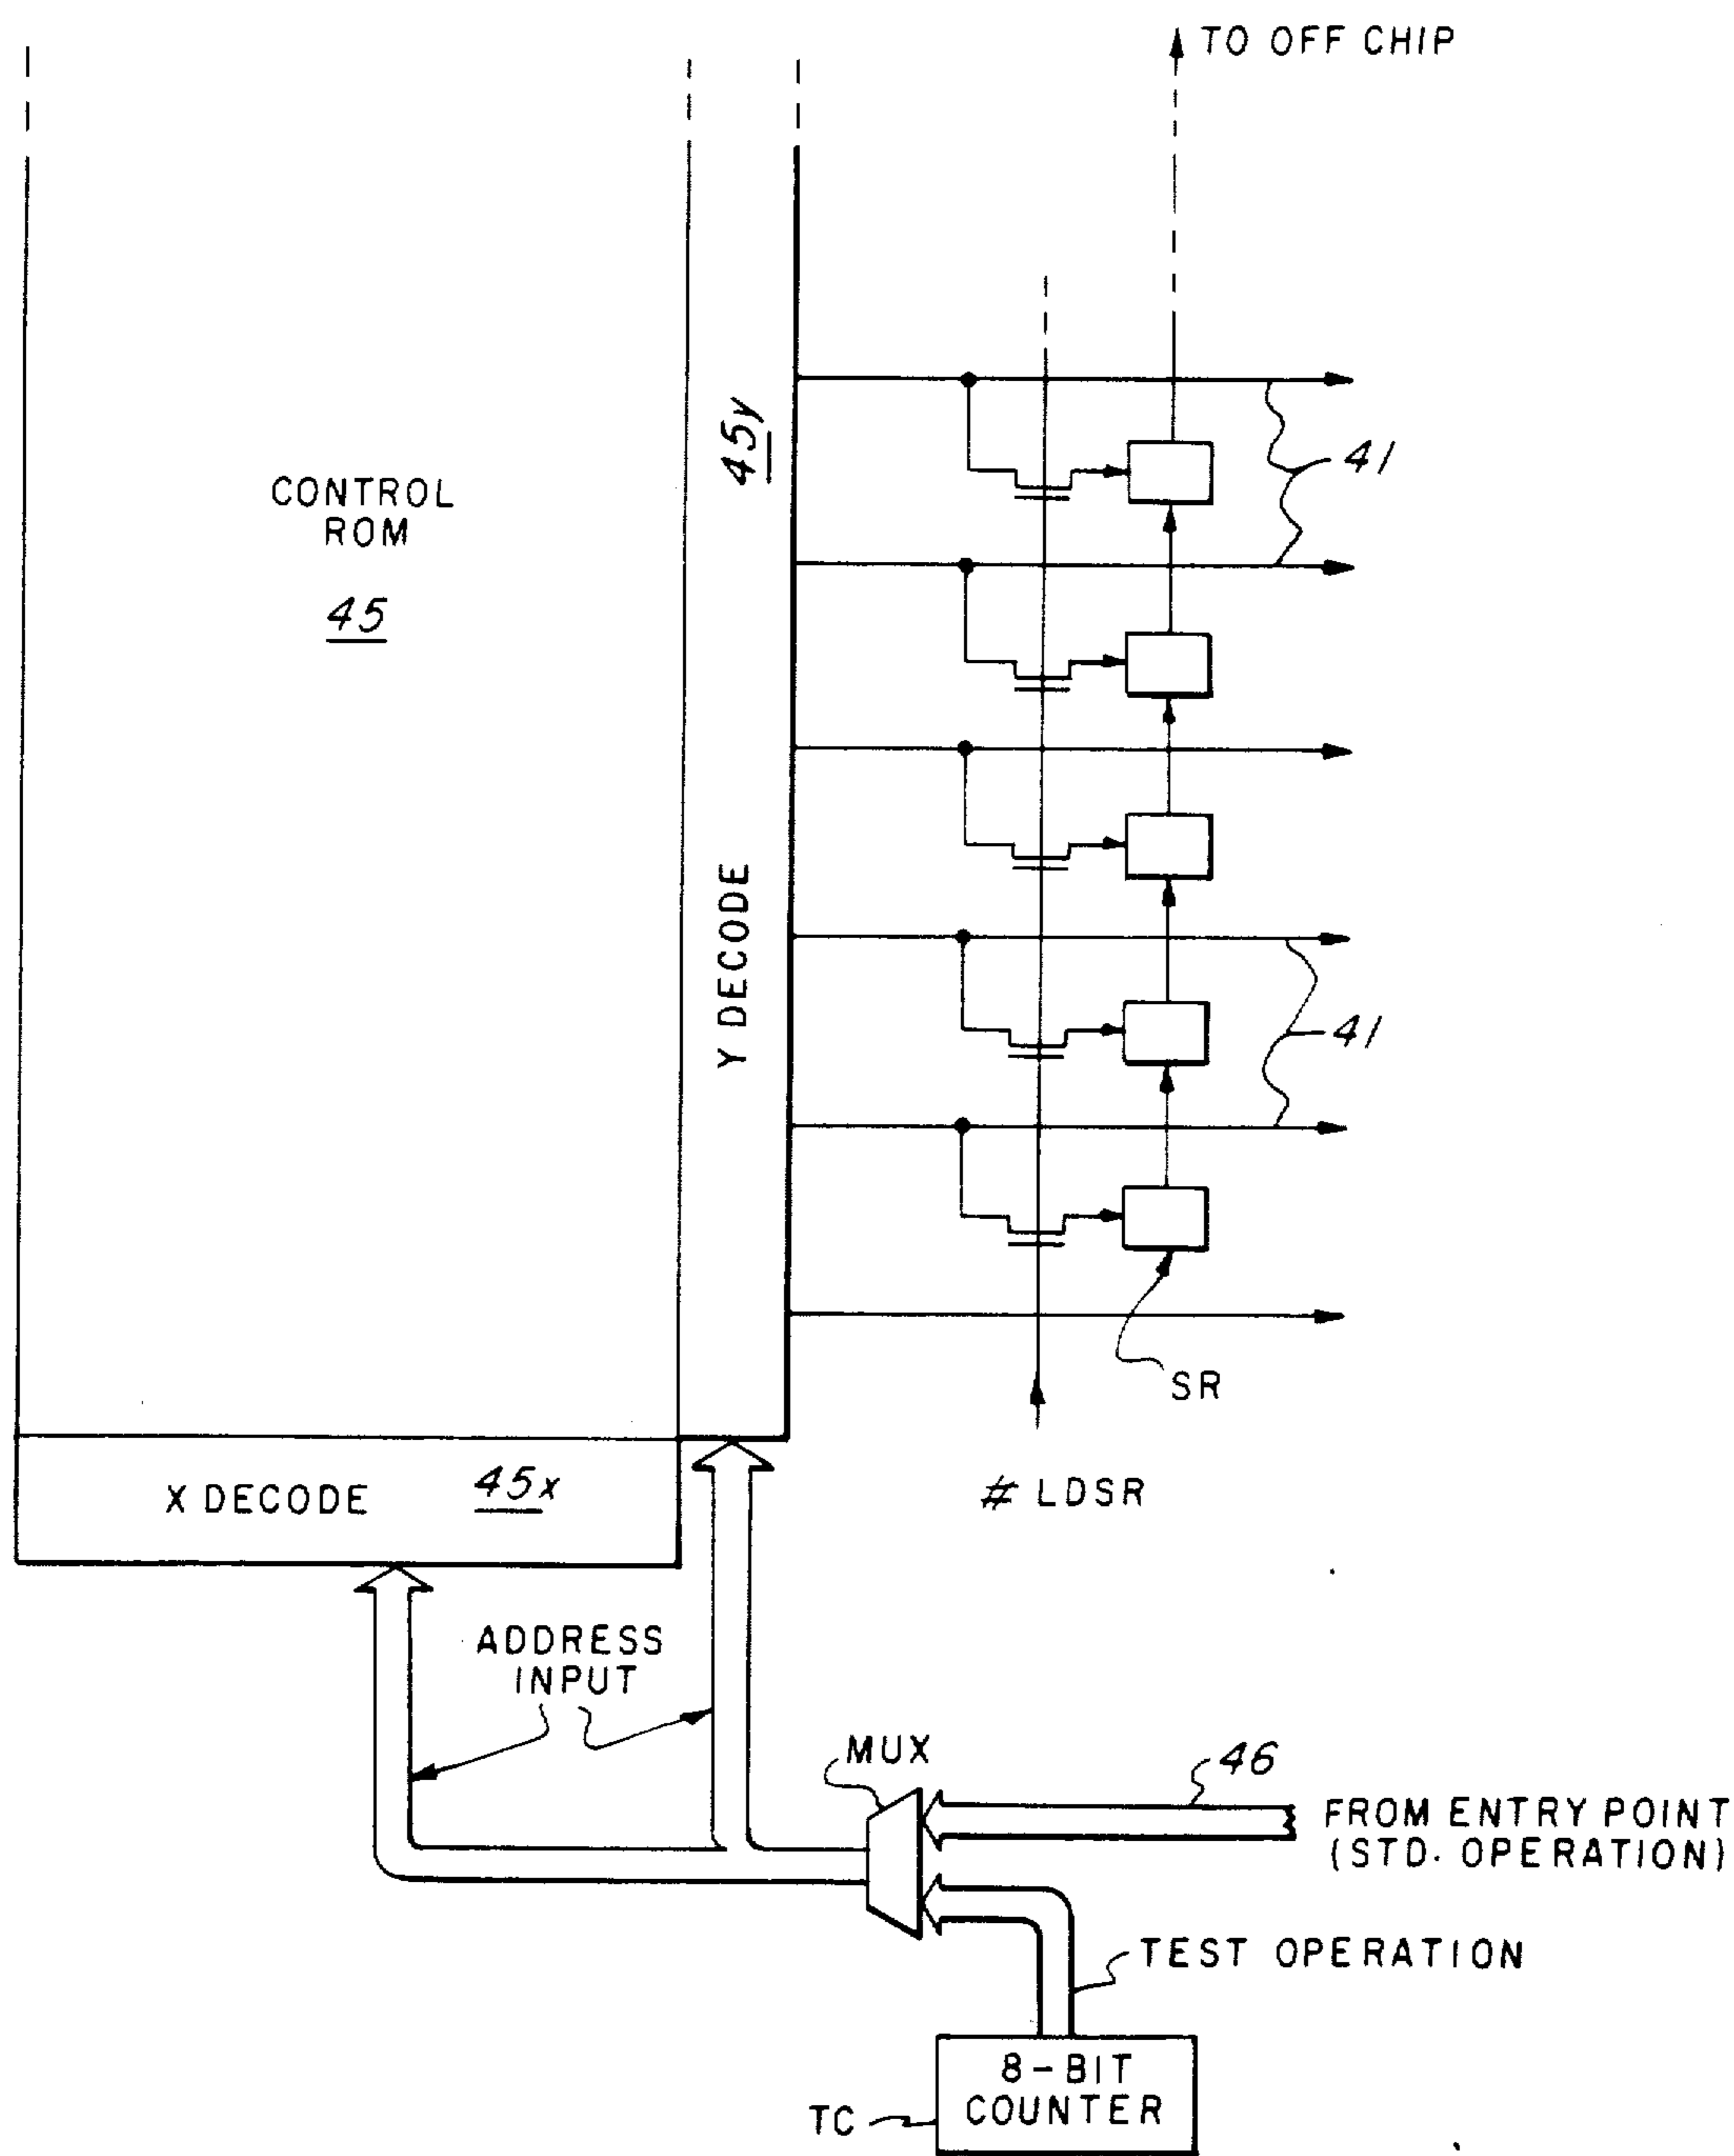 TO OFF CHIP
CONTROL
ROM
45
45y
Y DECODE
41
41
SR
X DECODE
45x
# LDSR
ADDRESS
INPUT
MUX
46
FROM ENTRY POINT
(STD. OPERATION)
TEST OPERATION
8-BIT
COUNTER
TC